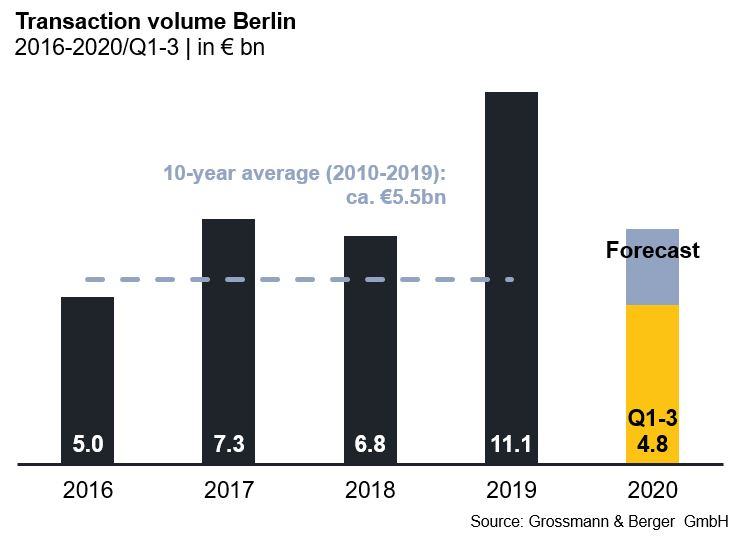 Transaction volume Berlin
2016-2020/Q1-3 | in € bn
10-year average (2010-2019):
ca. €5.5bn
Forecast
Q1-3
5.0 7.3 6.8 11.1 4.8
2016 2017 2018 2019 2020
Source: Grossmann & Berger GmbH